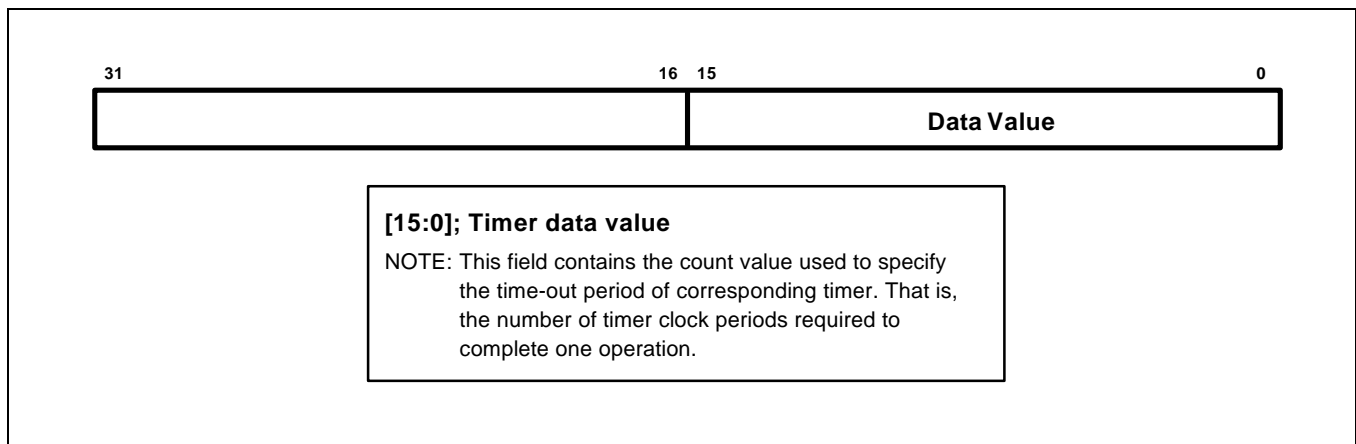 31 16 15 0
Data Value
[15:0]; Timer data value
NOTE: This field contains the count value used to specify
the time-out period of corresponding timer. That is,
the number of timer clock periods required to
complete one operation.